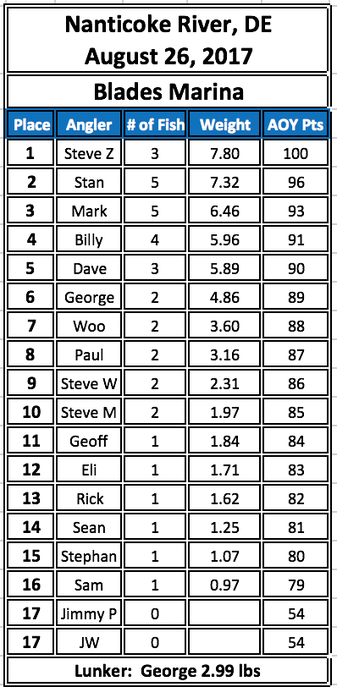 Nanticoke River, DE
August 26, 2017
Blades Marina
Place Angler # of Fish Weight AOY Pts
1 Steve Z 3 7.80 100
2 Stan 5 7.32 96
3 Mark 5 6.46 93
4 Billy 4 5.96 91
5 Dave 3 5.89 90
6 George 2 4.86 89
7 Woo 2 3.60 88
8 Paul 2 3.16 87
9 Steve W 2 2.31 86
10 Steve M 2 1.97 85
11 Geoff 1 1.84 84
12 Eli 1 1.71 83
13 Rick 1 1.62 82
14 Sean 1 1.25 81
15 Stephan 1 1.07 80
16 Sam 1 0.97 79
17 Jimmy P 0 54
17 JW 0 54
Lunker: George 2.99 lbs